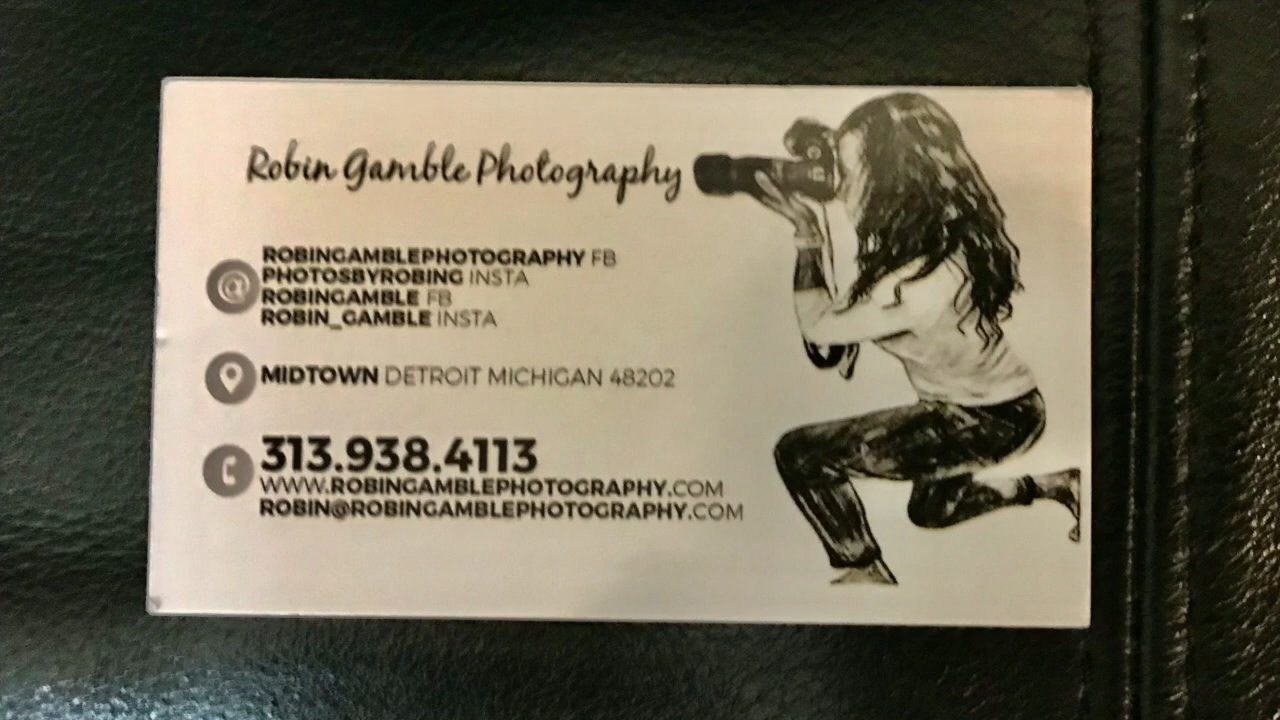 Robin Gamble Photography
@
ROBINGAMBLEPHOTOGRAPHY FB
PHOTOSBYROBING INSTA
ROBINGAMBLE FB
ROBIN_GAMBLE INSTA
MIDTOWN DETROIT MICHIGAN 48202
313.938.4113
WWW.ROBINGAMBLEPHOTOGRAPHY.COM
ROBIN@ROBINGAMBLEPHOTOGRAPHY.COM